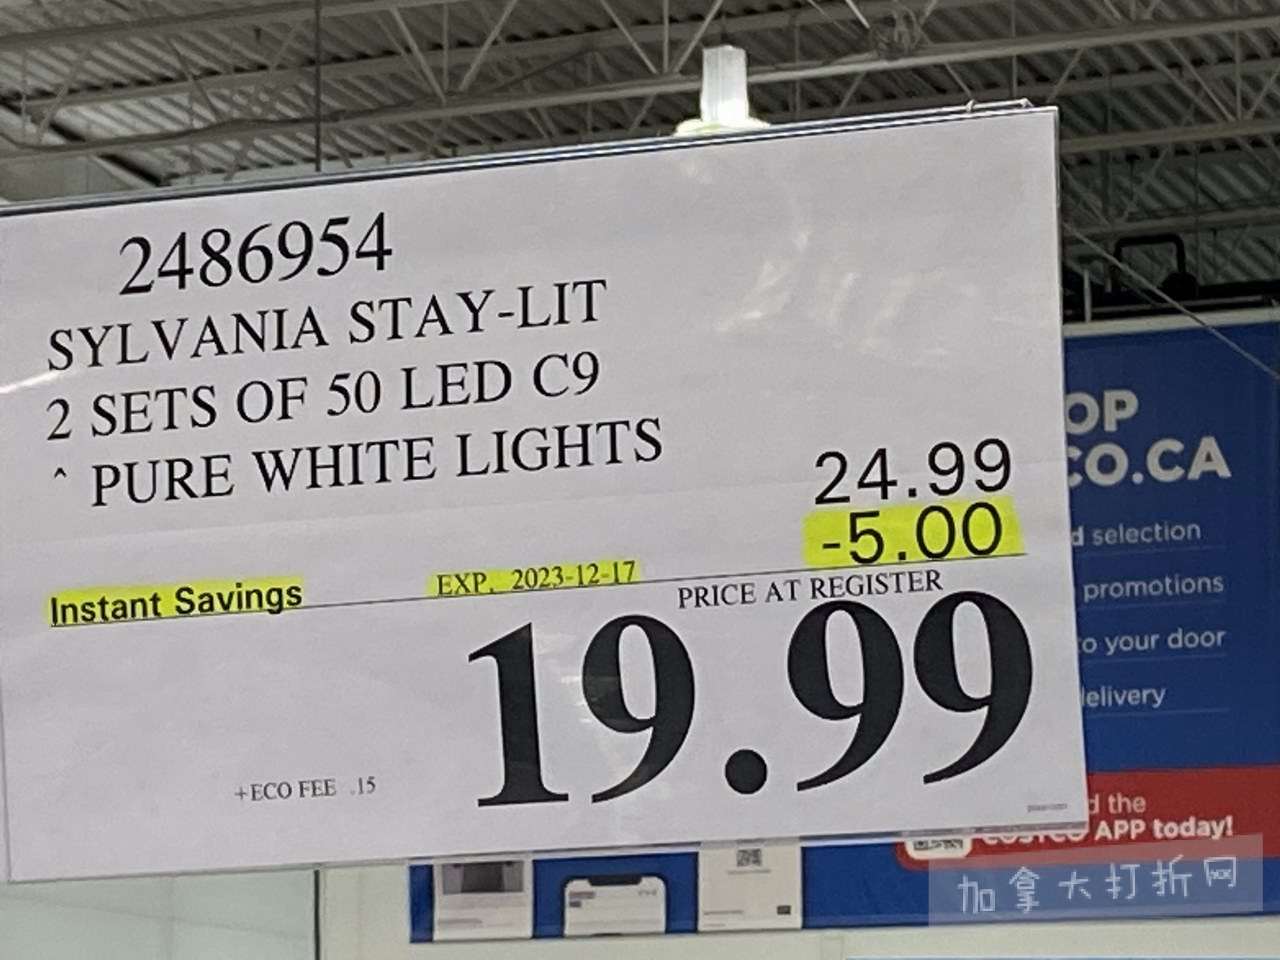 2486954
SYLVANIA STAY-LIT
2 SETS OF 50 LED C9
^ PURE WHITE LIGHTS
24.99
-5.00
Instant Savings
EXP. 2023-12-17
PRICE AT REGISTER
19.99
+ECO FEE .15
OP
CO.CA
d selection
promotions
to your door
delivery
d the
COSTCO APP today!
加拿大打折网